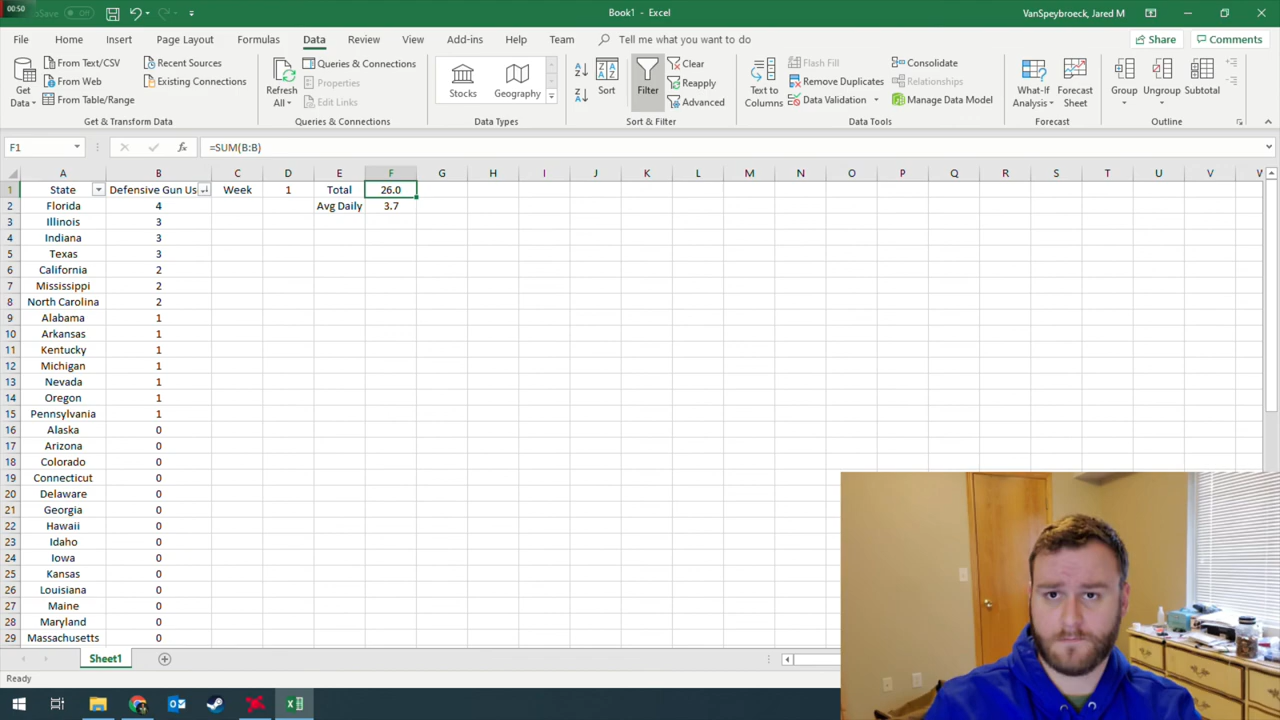 00:50
Save Off
Book1 - Excel
VanSpeybroeck, Jared M
File Home Insert Page Layout Formulas Data Review View Add-ins Help Team Tell me what you want to do
Share Comments
Get Data
From Text/CSV
From Web
From Table/Range
Recent Sources
Existing Connections
Get & Transform Data
Refresh All
Queries & Connections
Properties
Edit Links
Queries & Connections
Stocks
Geography
Data Types
Sort
Filter
Clear
Reapply
Advanced
Sort & Filter
Text to Columns
Flash Fill
Remove Duplicates
Data Validation
Consolidate
Relationships
Manage Data Model
Data Tools
What-If Analysis
Forecast Sheet
Forecast
Group
Ungroup
Subtotal
Outline
F1 fx =SUM(B:B)
A B C D E F G H I J K L M N O P Q R S T U V W
1 State Defensive Gun Us Week 1 Total 26.0
2 Florida 4 Avg Daily 3.7
3 Illinois 3
4 Indiana 3
5 Texas 3
6 California 2
7 Mississippi 2
8 North Carolina 2
9 Alabama 1
10 Arkansas 1
11 Kentucky 1
12 Michigan 1
13 Nevada 1
14 Oregon 1
15 Pennsylvania 1
16 Alaska 0
17 Arizona 0
18 Colorado 0
19 Connecticut 0
20 Delaware 0
21 Georgia 0
22 Hawaii 0
23 Idaho 0
24 Iowa 0
25 Kansas 0
26 Louisiana 0
27 Maine 0
28 Maryland 0
29 Massachusetts 0
Sheet1
Ready